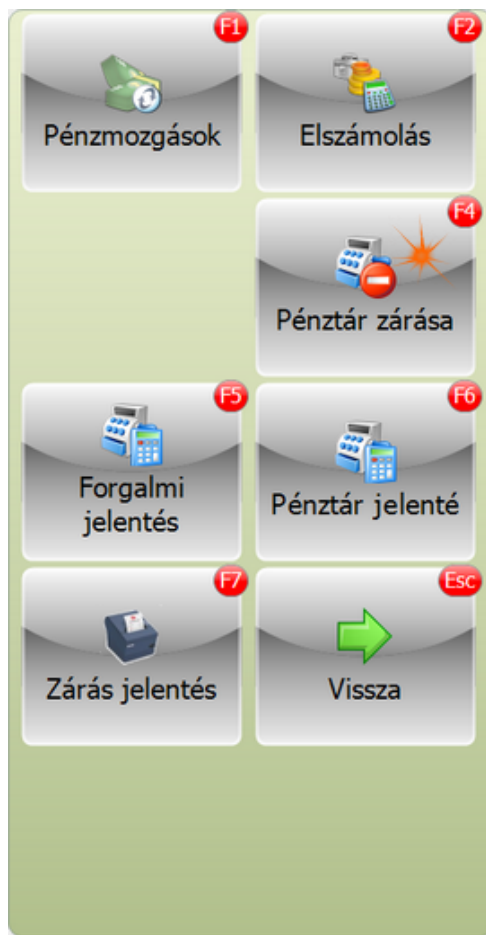 F1
Pénzmozgások
F2
Elszámolás
F4
Pénztár zárása
F5
Forgalmi
jelentés
F6
Pénztár jelenté
F7
Zárás jelentés
Esc
Vissza